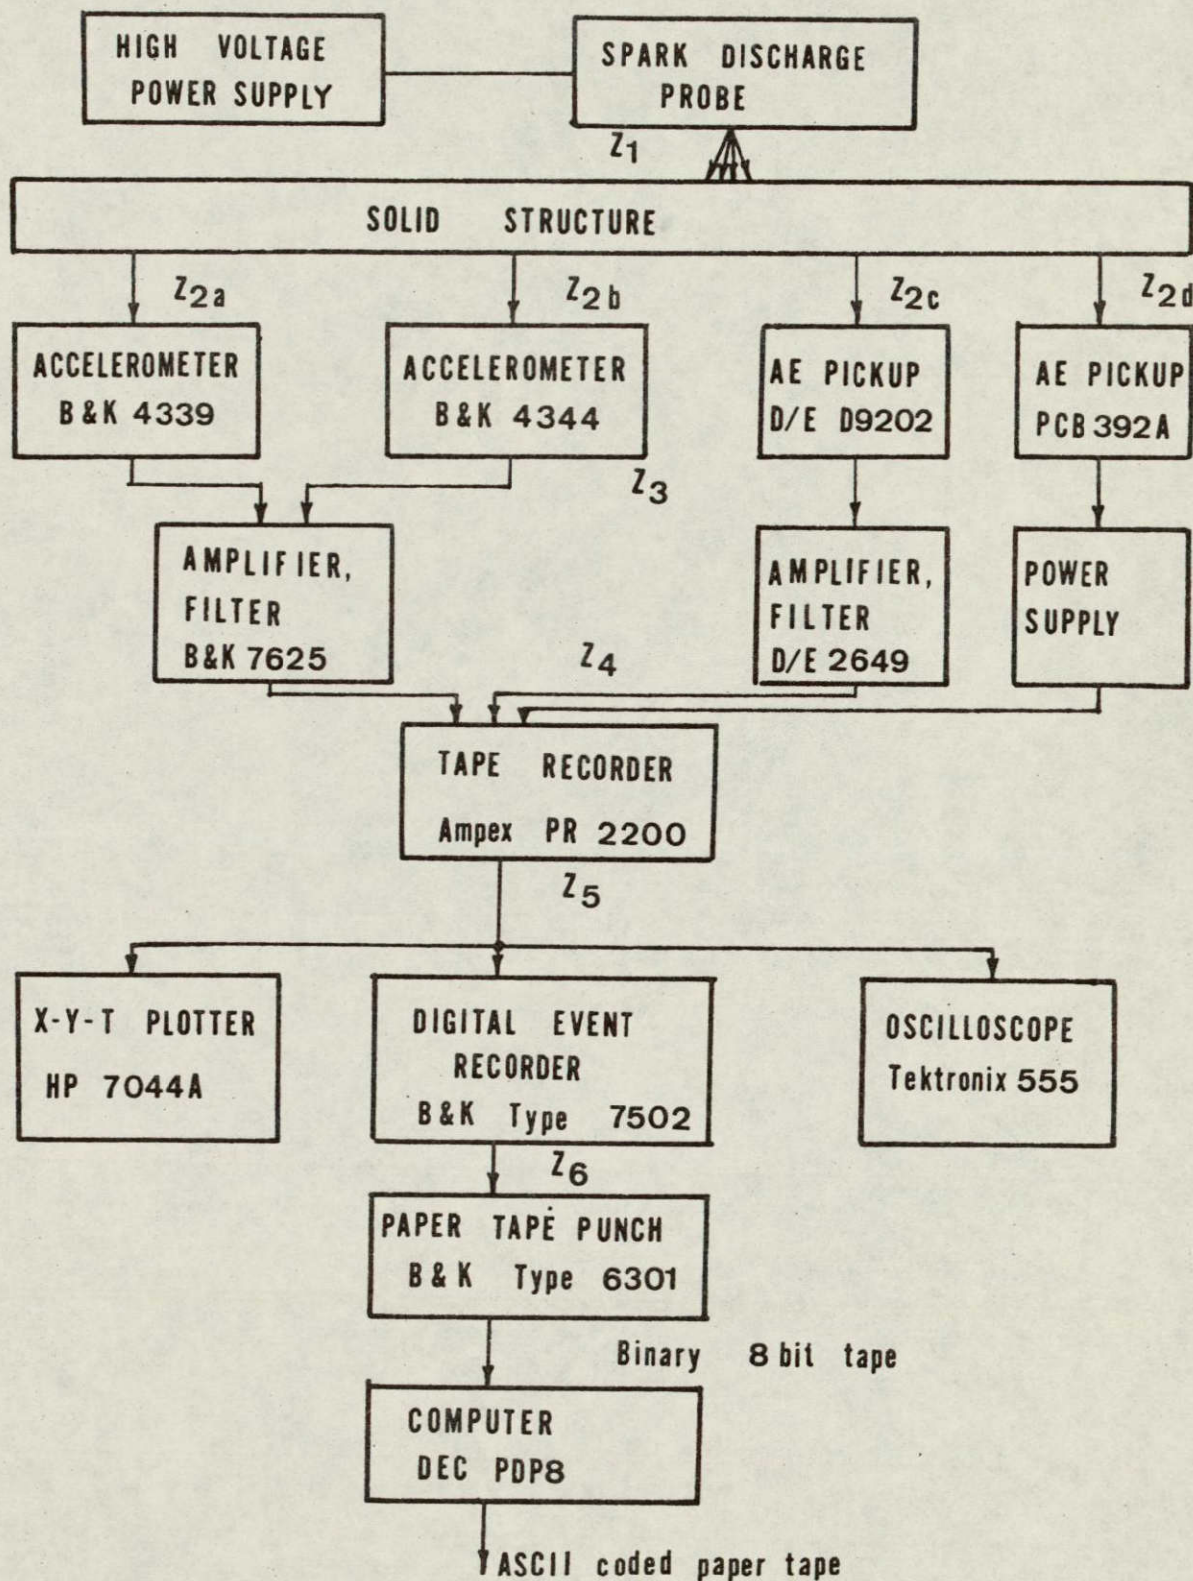 HIGH VOLTAGE
POWER SUPPLY
SPARK DISCHARGE
PROBE
Z1
SOLID STRUCTURE
Z2a
Z2b
Z2c
Z2d
ACCELEROMETER
B&K 4339
ACCELEROMETER
B&K 4344
AE PICKUP
D/E D9202
AE PICKUP
PCB 392A
Z3
AMPLIFIER,
FILTER
B&K 7625
AMPLIFIER,
FILTER
D/E 2649
POWER
SUPPLY
Z4
TAPE RECORDER
Ampex PR 2200
Z5
X-Y-T PLOTTER
HP 7044A
DIGITAL EVENT
RECORDER
B&K Type 7502
OSCILLOSCOPE
Tektronix 555
Z6
PAPER TAPE PUNCH
B&K Type 6301
Binary 8 bit tape
COMPUTER
DEC PDP8
ASCII coded paper tape